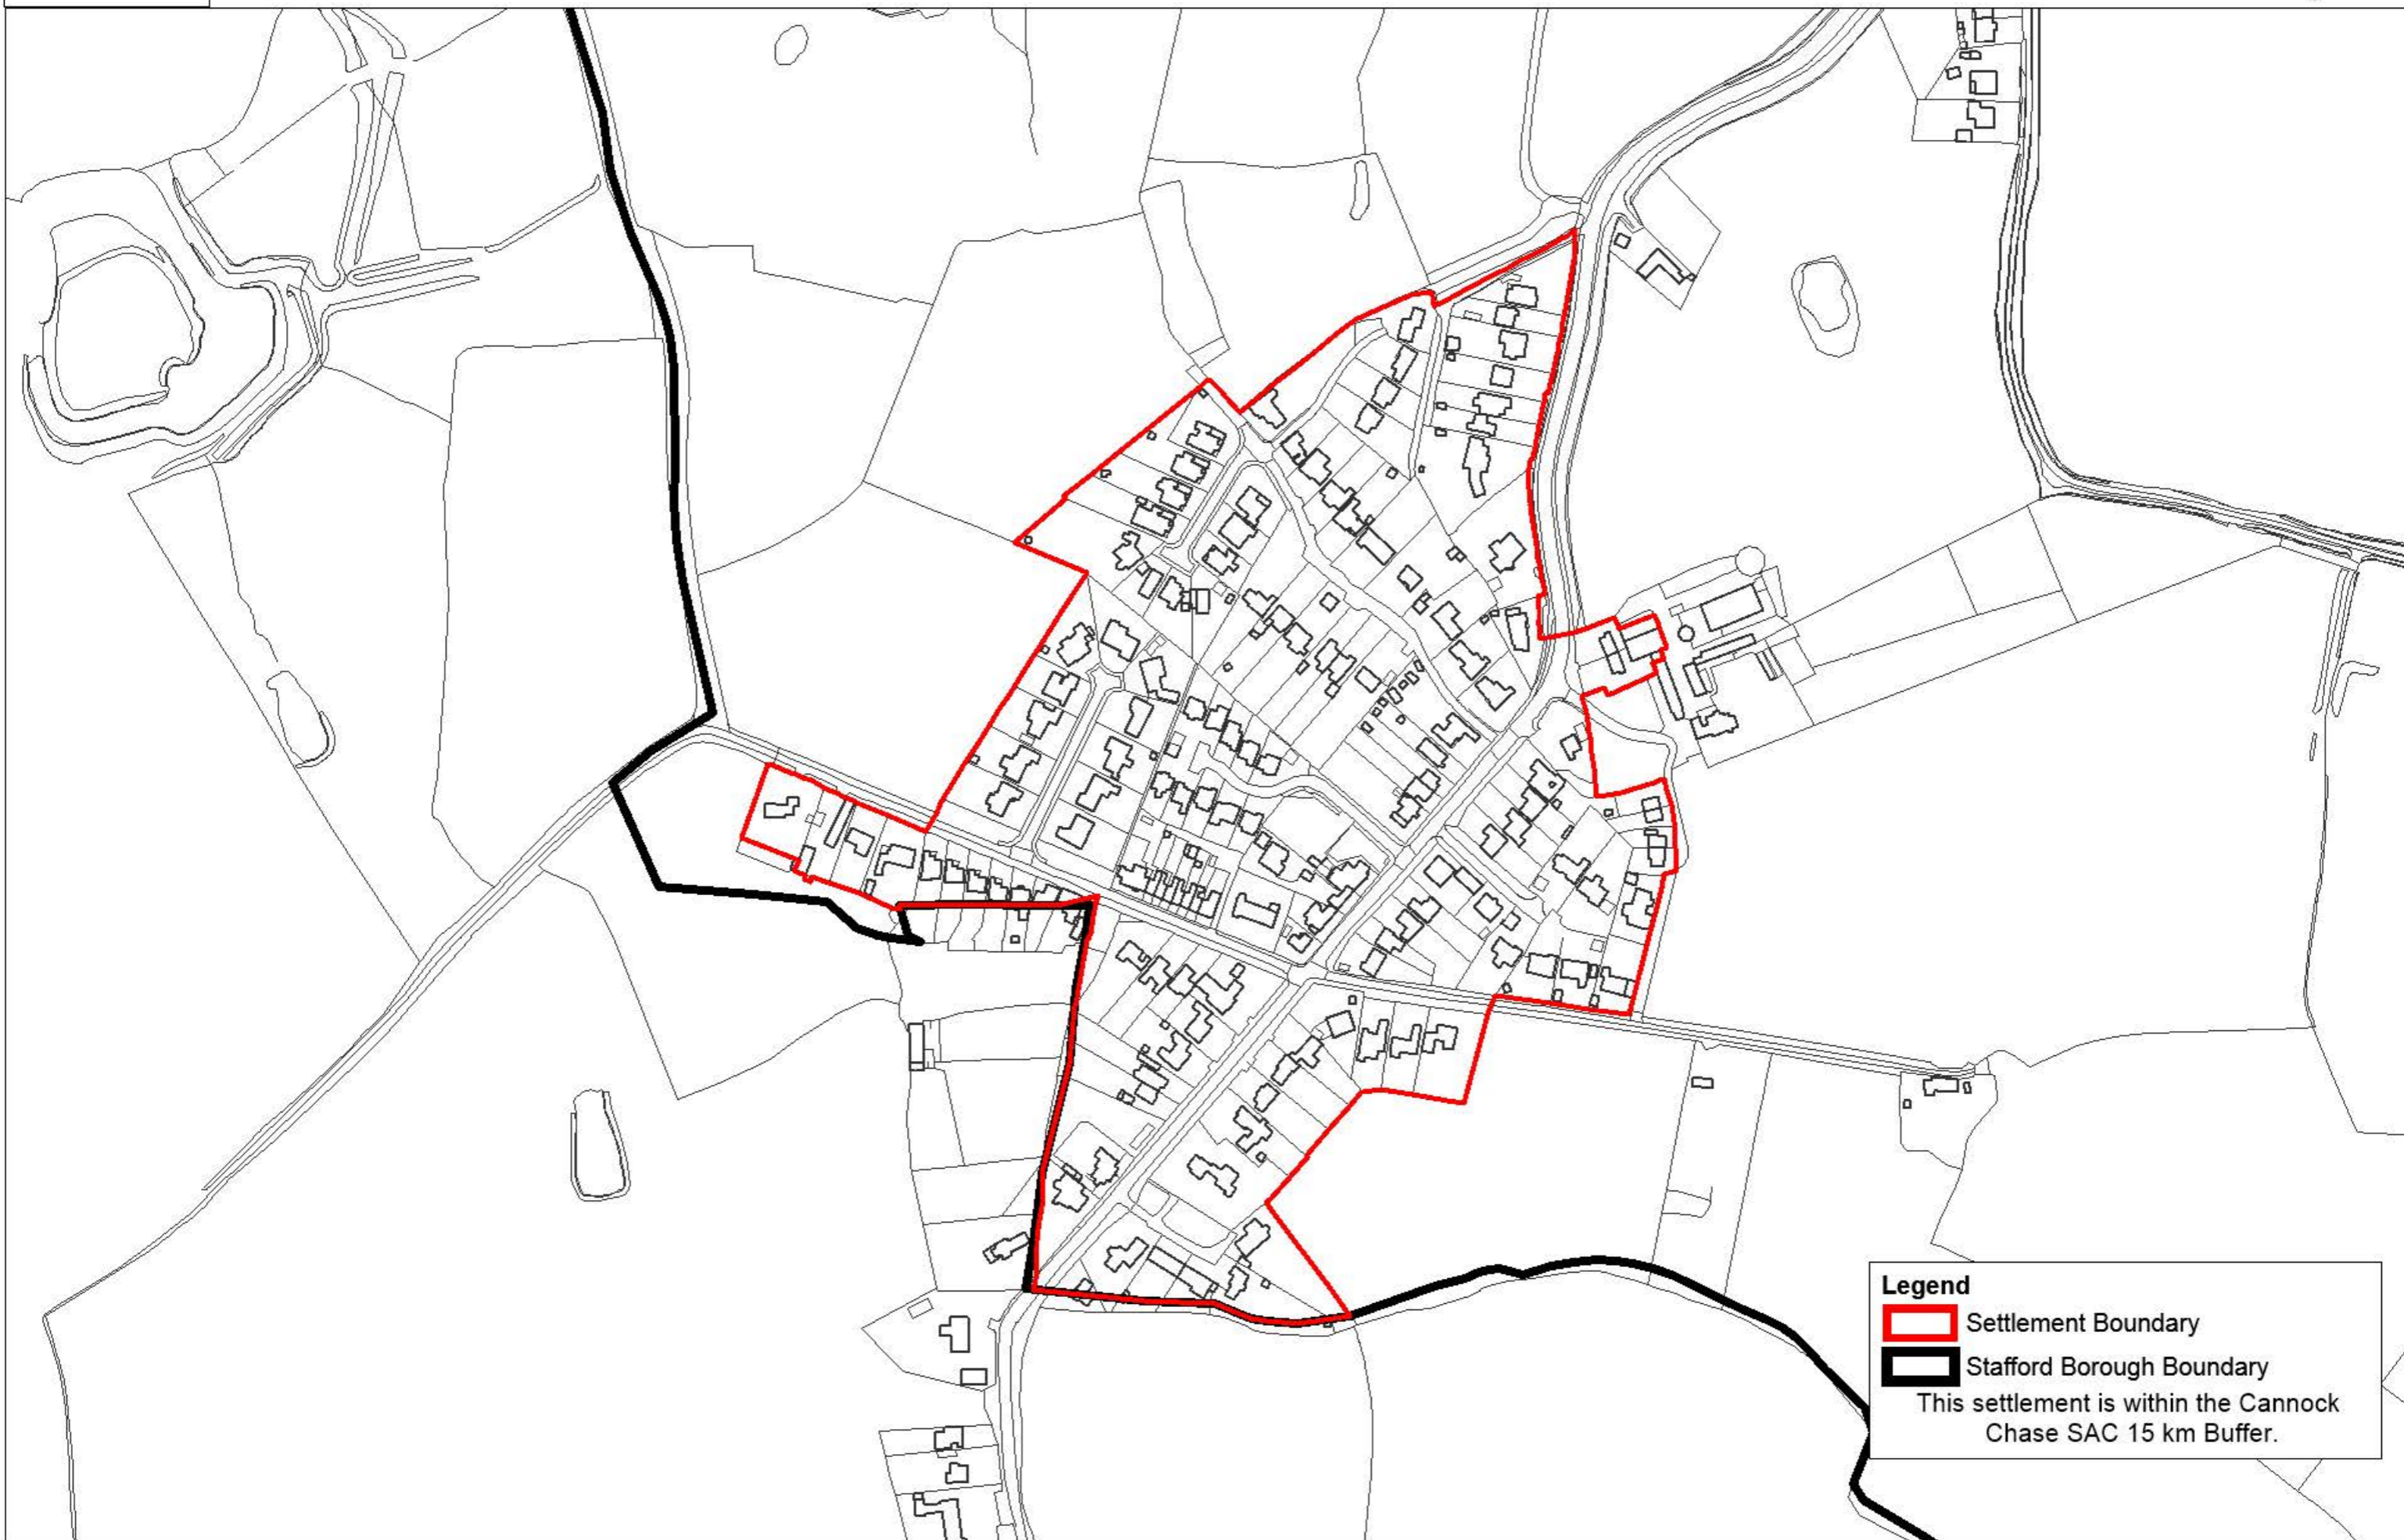 Legend
Settlement Boundary
Stafford Borough Boundary
This settlement is within the Cannock
Chase SAC 15 km Buffer.